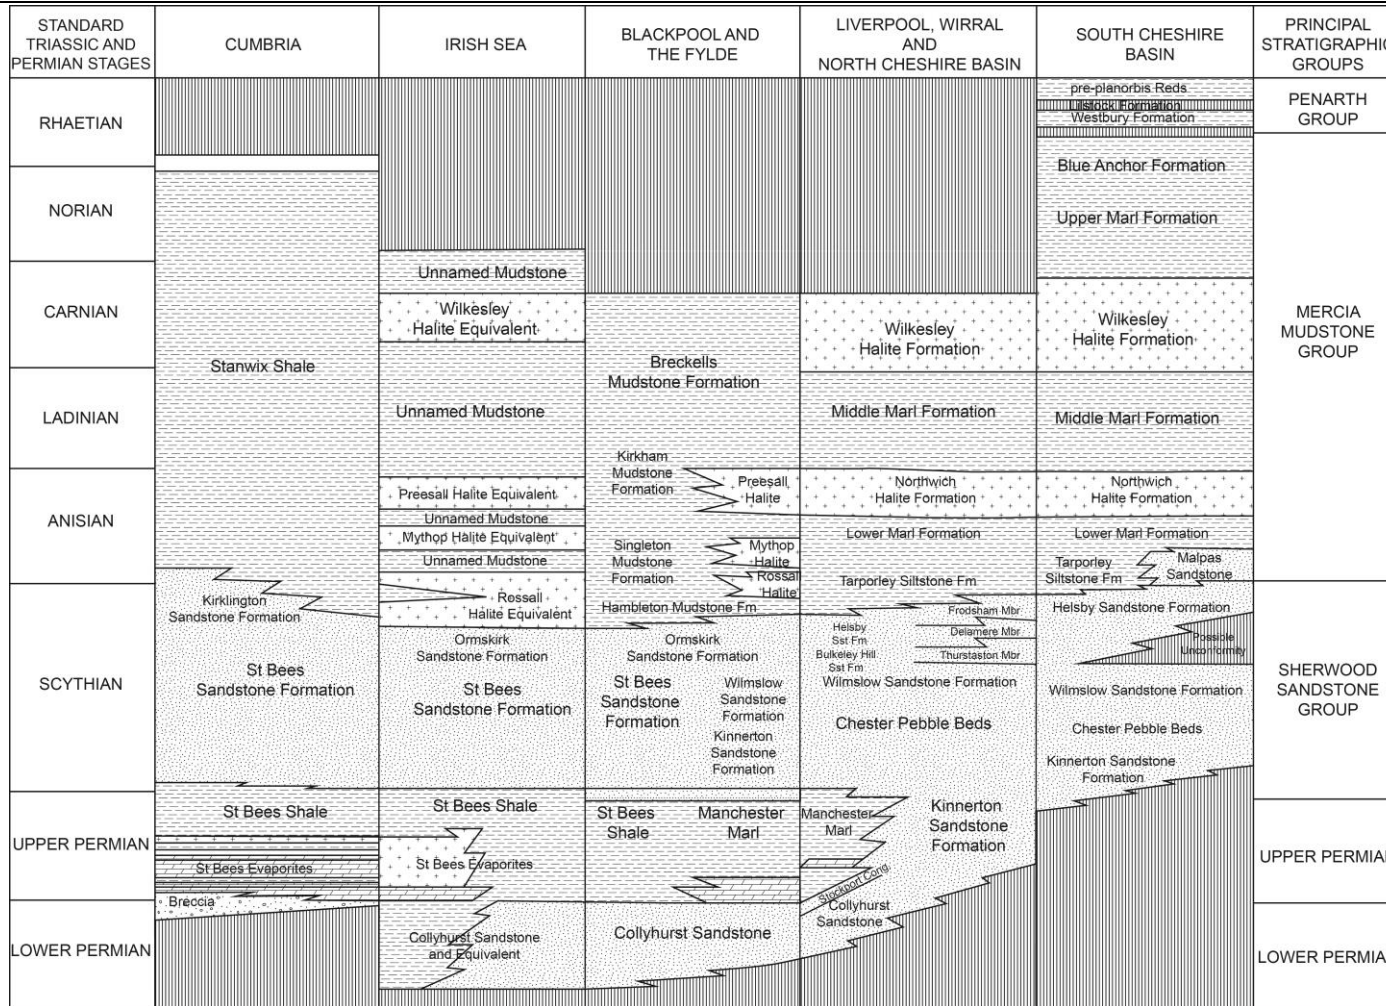 STANDARD
TRIASSIC AND
PERMIAN STAGES
CUMBRIA
IRISH SEA
BLACKPOOL AND
THE FYLDE
LIVERPOOL, WIRRAL
AND
NORTH CHESHIRE BASIN
SOUTH CHESHIRE
BASIN
PRINCIPAL
STRATIGRAPHIC
GROUPS
RHAETIAN
NORIAN
CARNIAN
LADINIAN
ANISIAN
SCYTHIAN
UPPER PERMIAN
LOWER PERMIAN
Stanwix Shale
Kirklington
Sandstone Formation
St Bees
Sandstone Formation
St Bees Shale
St Bees Evaporites
Breccia
Unnamed Mudstone
Wilkesley
Halite Equivalent
Unnamed Mudstone
Preesall Halite Equivalent
Unnamed Mudstone
Mythop Halite Equivalent
Unnamed Mudstone
Rossall
Halite Equivalent
Ormskirk
Sandstone Formation
St Bees
Sandstone Formation
St Bees Shale
St Bees Evaporites
Collyhurst Sandstone
and Equivalent
Breckells
Mudstone Formation
Kirkham
Mudstone
Formation
Preesall
Halite
Singleton
Mudstone
Formation
Mythop
Halite
Rossall
Halite
Hambleton Mudstone Fm
Ormskirk
Sandstone Formation
St Bees
Sandstone
Formation
Wilmslow
Sandstone
Formation
Kinnerton
Sandstone
Formation
St Bees
Shale
Manchester
Marl
Collyhurst Sandstone
Wilkesley
Halite Formation
Middle Marl Formation
Northwich
Halite Formation
Lower Marl Formation
Tarporley Siltstone Fm
Frodsham Mbr
Helsby
Sst Fm
Delamere Mbr
Bulkeley Hill
Sst Fm
Thurstaston Mbr
Wilmslow Sandstone Formation
Chester Pebble Beds
Manchester
Marl
Kinnerton
Sandstone
Formation
Stockport Cong.
Collyhurst
Sandstone
pre-planorbis Reds
Lilstock Formation
Westbury Formation
Blue Anchor Formation
Upper Marl Formation
Wilkesley
Halite Formation
Middle Marl Formation
Northwich
Halite Formation
Lower Marl Formation
Tarporley
Siltstone Fm
Malpas
Sandstone
Helsby Sandstone Formation
Possible
Unconformity
Wilmslow Sandstone Formation
Chester Pebble Beds
Kinnerton Sandstone
Formation
PENARTH
GROUP
MERCIA
MUDSTONE
GROUP
SHERWOOD
SANDSTONE
GROUP
UPPER PERMIAN
LOWER PERMIAN